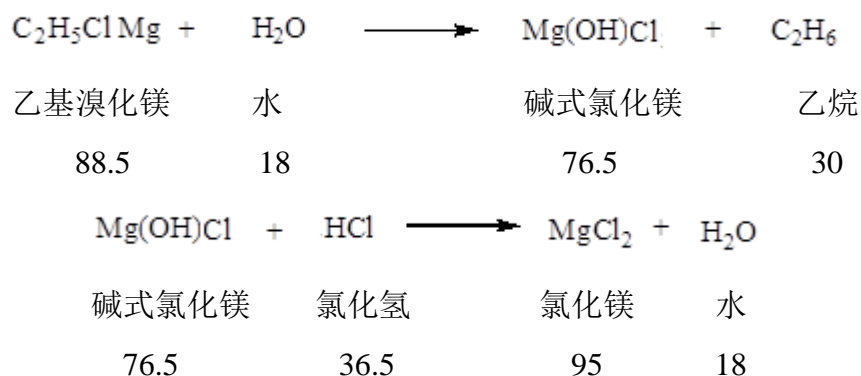 C₂H₅ClMg + H₂O ⟶ Mg(OH)Cl + C₂H₆
乙基溴化镁 水 碱式氯化镁 乙烷
88.5 18 76.5 30
Mg(OH)Cl + HCl ⟶ MgCl₂ + H₂O
碱式氯化镁 氯化氢 氯化镁 水
76.5 36.5 95 18